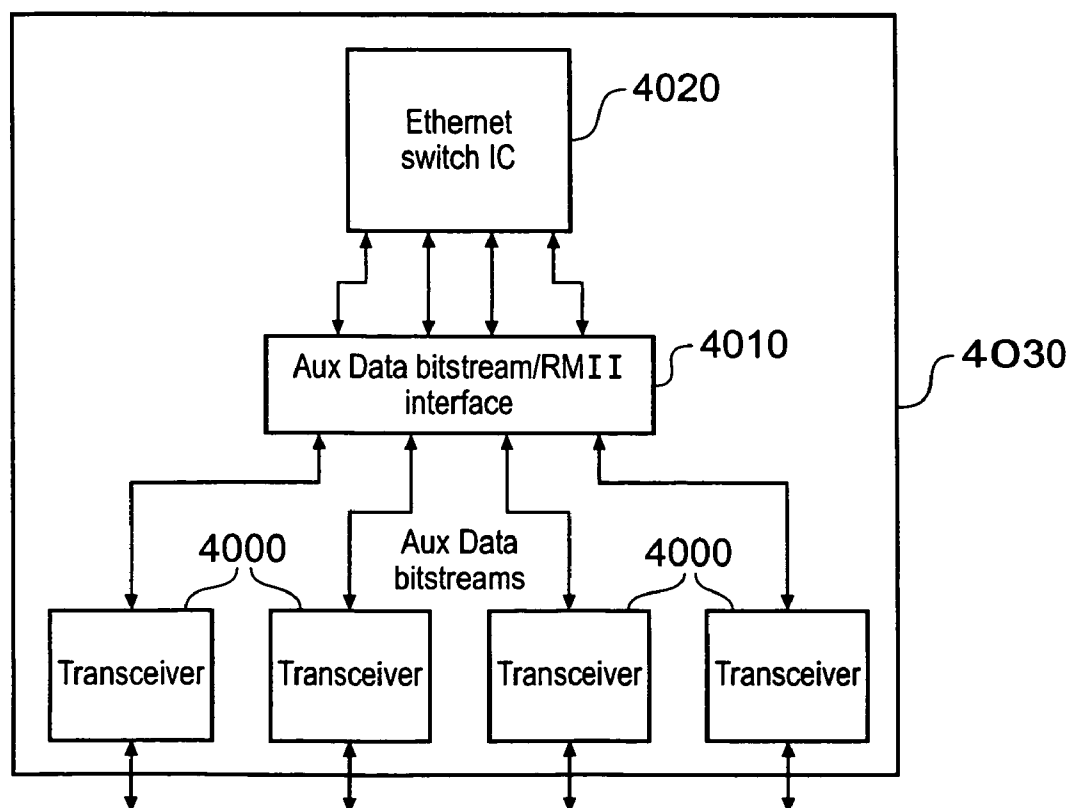 Ethernet
switch IC
4020
Aux Data bitstream/RMII
interface
4010
4030
Aux Data
bitstreams
4000
4000
Transceiver
Transceiver
Transceiver
Transceiver